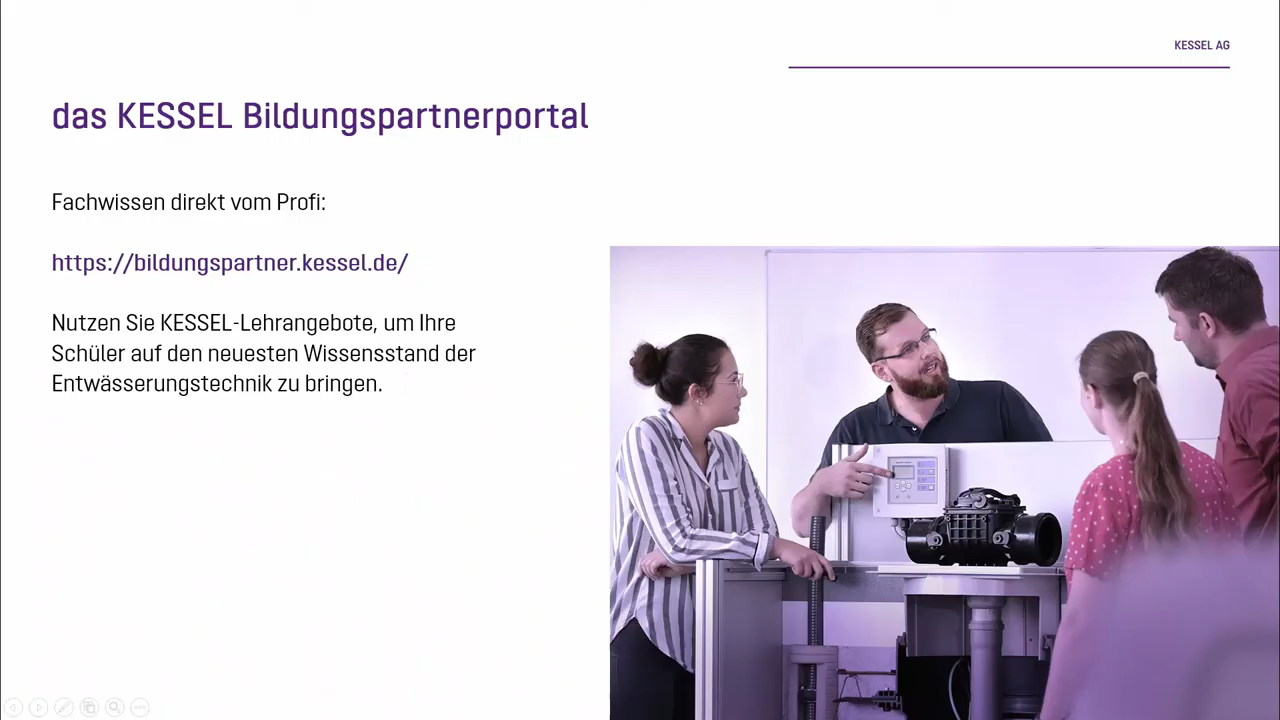 KESSEL AG
das KESSEL Bildungspartnerportal
Fachwissen direkt vom Profi:
https://bildungspartner.kessel.de/
Nutzen Sie KESSEL-Lehrangebote, um Ihre
Schüler auf den neuesten Wissensstand der
Entwässerungstechnik zu bringen.